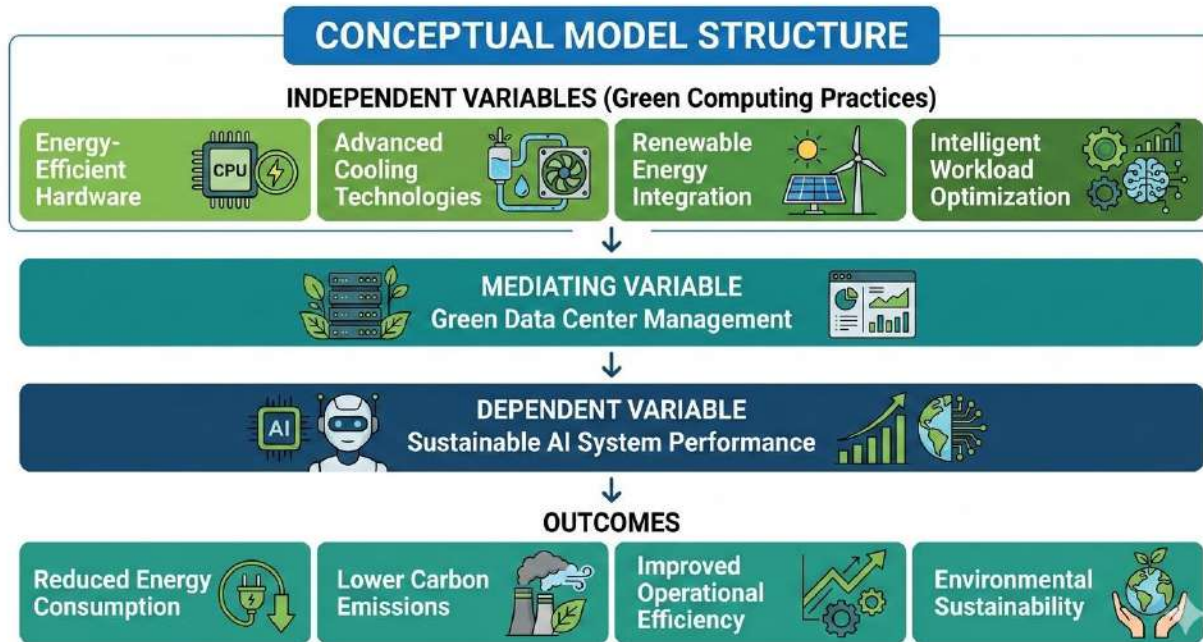 CONCEPTUAL MODEL STRUCTURE
INDEPENDENT VARIABLES (Green Computing Practices)
Energy-
Efficient
Hardware
CPU
Advanced
Cooling
Technologies
Renewable
Energy
Integration
Intelligent
Workload
Optimization
MEDIATING VARIABLE
Green Data Center Management
DEPENDENT VARIABLE
AI
Sustainable AI System Performance
OUTCOMES
Reduced Energy
Consumption
Lower Carbon
Emissions
Improved
Operational
Efficiency
Environmental
Sustainability